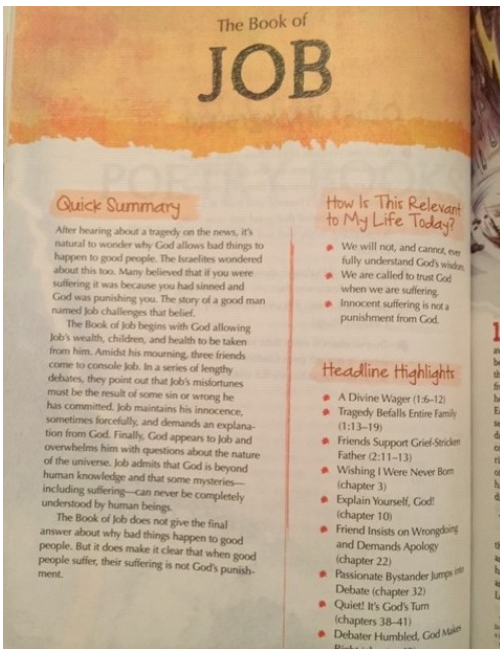 The Book of
JOB
Quick Summary
After hearing about a tragedy on the news, it's
natural to wonder why God allows bad things to
happen to good people. The Israelites wondered
about this too. Many believed that if you were
suffering it was because you had sinned and
God was punishing you. The story of a good man
named Job challenges that belief.
The Book of Job begins with God allowing
Job's wealth, children, and health to be taken
from him. Amidst his mourning, three friends
come to console Job. In a series of lengthy
debates, they point out that Job's misfortunes
must be the result of some sin or wrong he
has committed. Job maintains his innocence,
sometimes forcefully, and demands an explana-
tion from God. Finally, God appears to Job and
overwhelms him with questions about the nature
of the universe. Job admits that God is beyond
human knowledge and that some mysteries—
including suffering—can never be completely
understood by human beings.
The Book of Job does not give the final
answer about why bad things happen to good
people. But it does make it clear that when good
people suffer, their suffering is not God's punish-
ment.
How Is This Relevant
to My Life Today?
We will not, and cannot, ever
fully understand God's wisdom.
We are called to trust God
when we are suffering.
Innocent suffering is not a
punishment from God.
Headline Highlights
A Divine Wager (1:6–12)
Tragedy Befalls Entire Family
(1:13–19)
Friends Support Grief-Stricken
Father (2:11–13)
Wishing I Were Never Born
(chapter 3)
Explain Yourself, God!
(chapter 10)
Friend Insists on Wrongdoing
and Demands Apology
(chapter 22)
Passionate Bystander Jumps into
Debate (chapter 32)
Quiet! It's God's Turn
(chapters 38–41)
Debater Humbled, God Makes